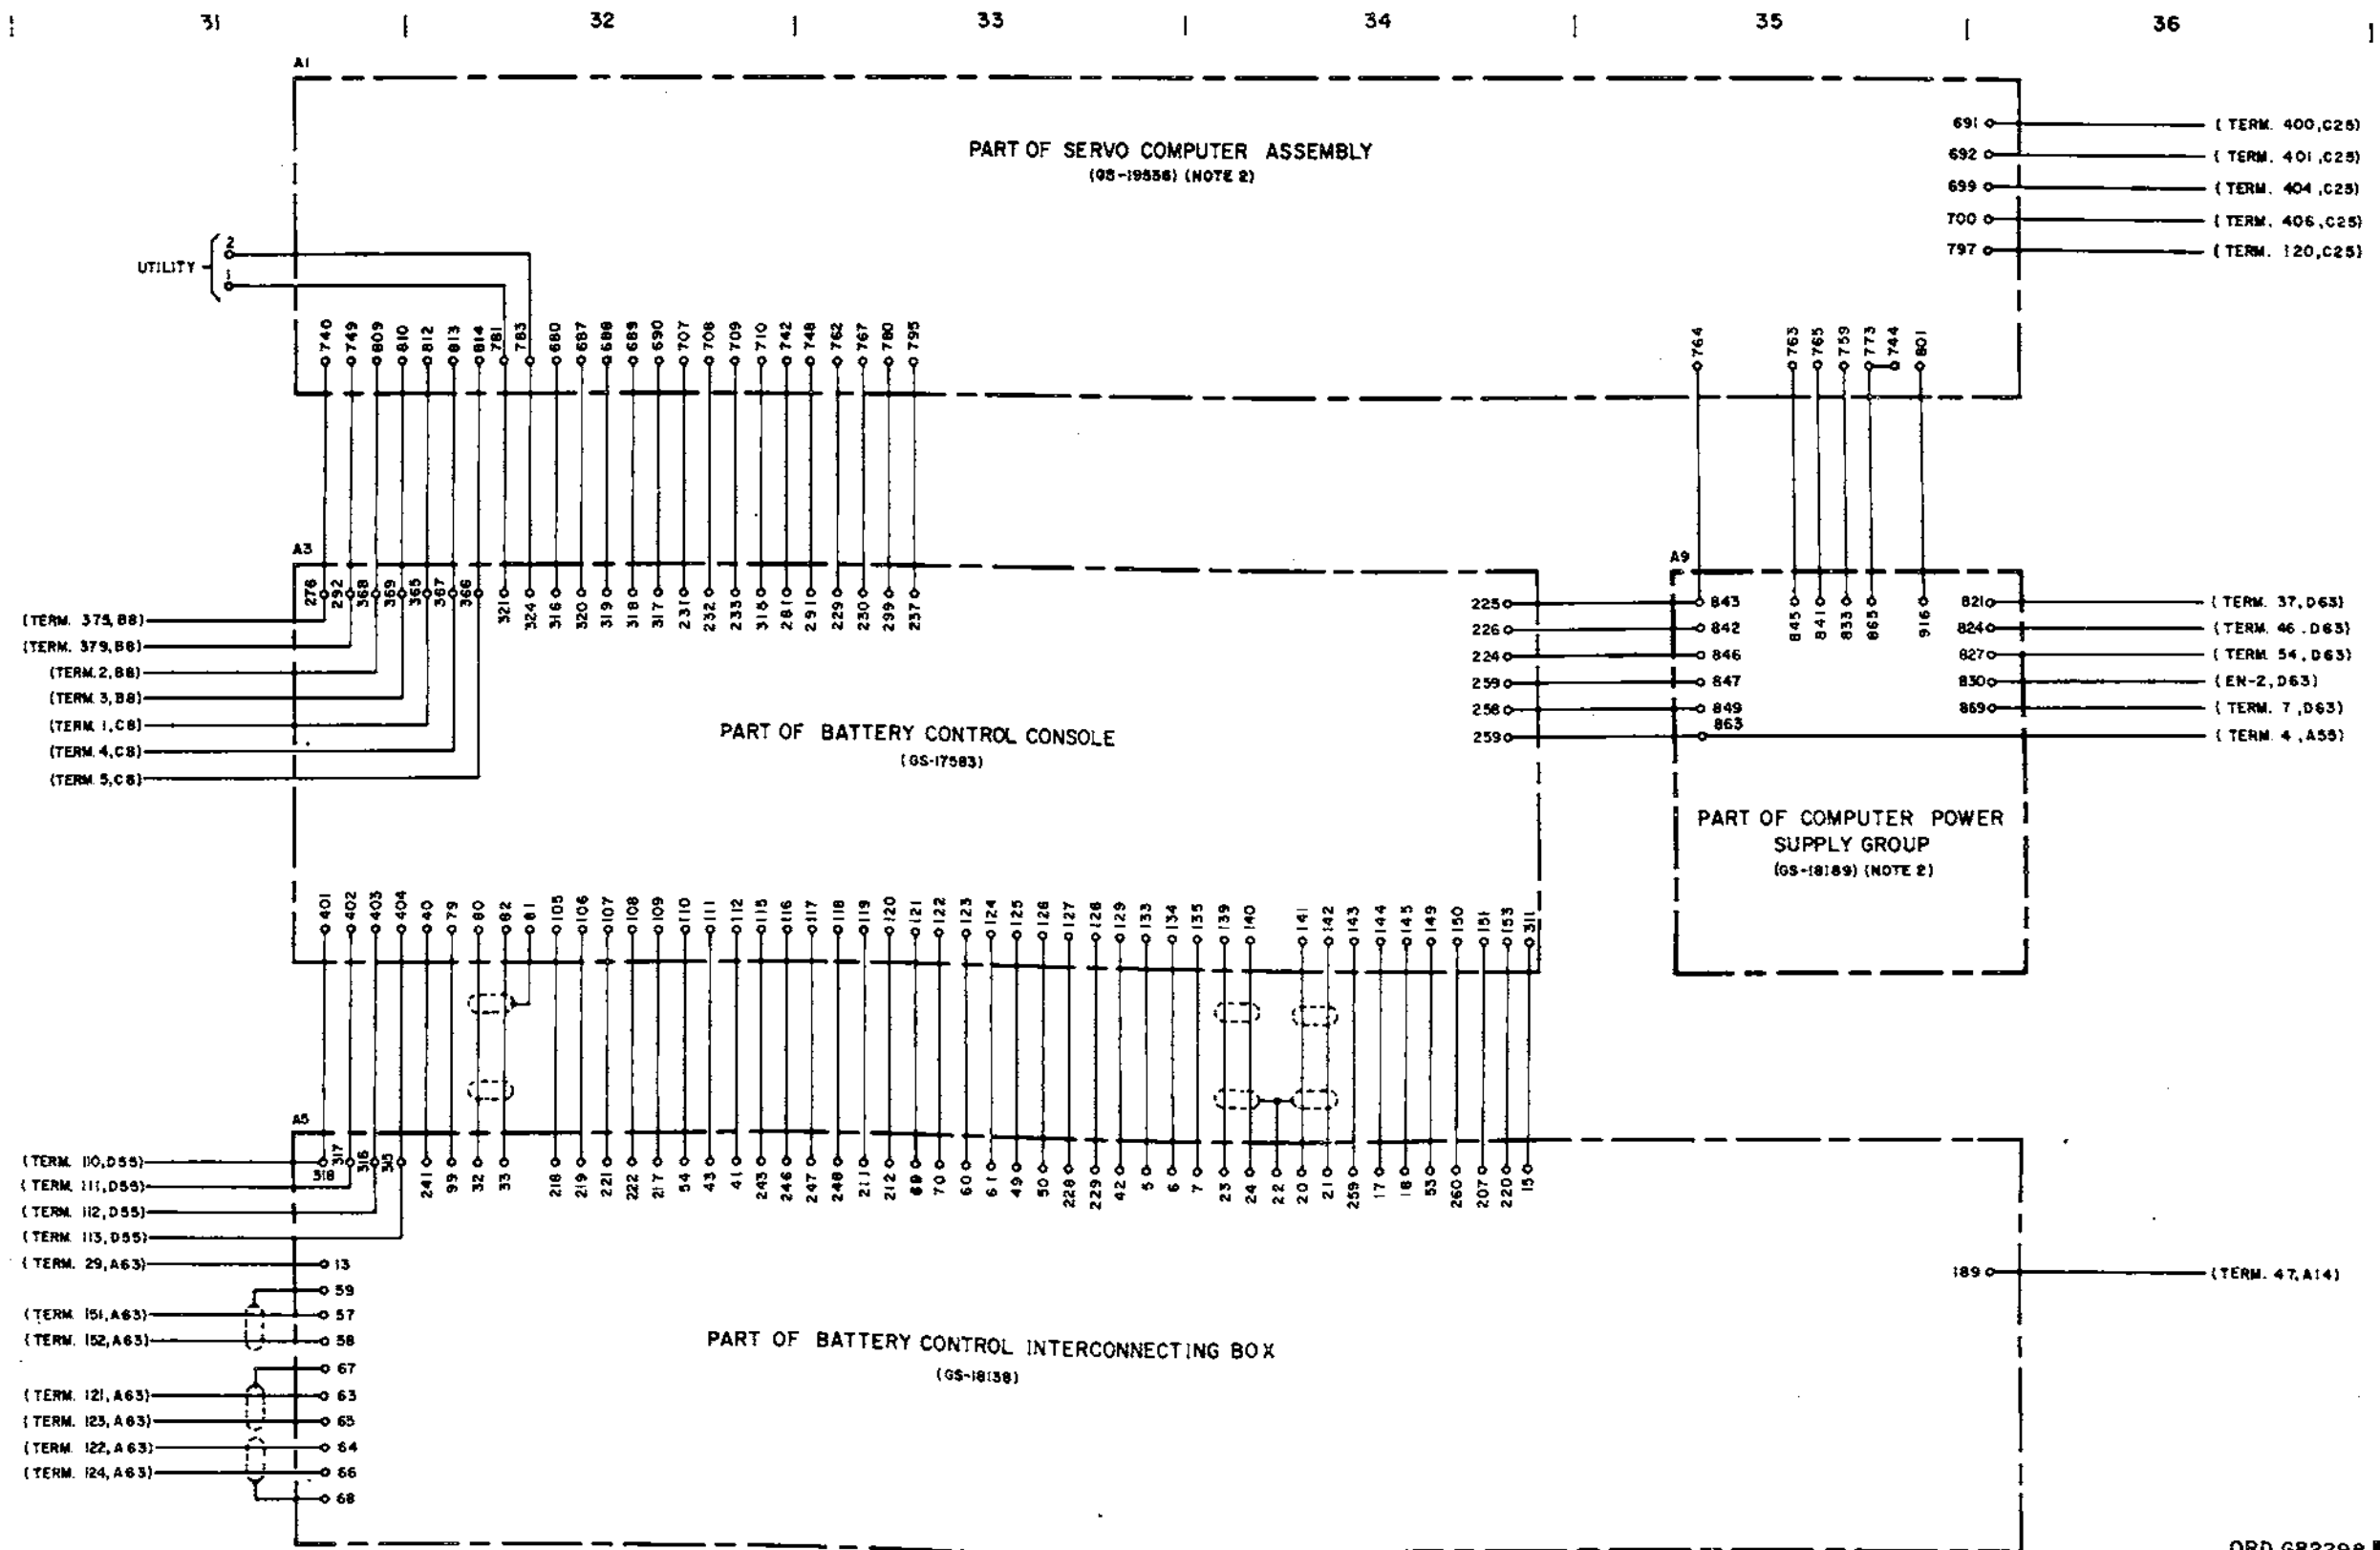 31 32 33 34 35 36
A1
PART OF SERVO COMPUTER ASSEMBLY
(GS-19556) (NOTE 2)
691 (TERM. 400,C25)
692 (TERM. 401,C25)
699 (TERM. 404,C25)
700 (TERM. 406,C25)
797 (TERM. 120,C25)
UTILITY 2
1
740 749 809 810 812 813 814 781 783 680 687 688 689 690 707 708 709 710 742 748 762 767 780 795
764 763 765 759 773 744 801
A3
276 292 368 369 365 367 366 321 324 316 320 319 318 317 231 232 233 315 281 291 229 230 299 237
(TERM. 375,B8)
(TERM. 379,B8)
(TERM. 2,B8)
(TERM. 3,B8)
(TERM. 1,C8)
(TERM. 4,C8)
(TERM. 5,C8)
PART OF BATTERY CONTROL CONSOLE
(GS-17583)
225 843
226 842
224 846
259 847
258 849
259 863
A9
845 841 833 865 916
821 (TERM. 37,D63)
824 (TERM. 46.D63)
827 (TERM. 54,D63)
830 (EN-2,D63)
869 (TERM. 7,D63)
(TERM. 4,A55)
PART OF COMPUTER POWER
SUPPLY GROUP
(GS-18189) (NOTE 2)
401 402 403 404 40 79 80 82 81 105 106 107 108 109 110 111 112 115 116 117 118 119 120 121 122 123 124 125 126 127 128 129 133 134 135 139 140 141 142 143 144 145 149 150 151 153 311
A5
318 317 316 315 241 99 32 33 218 219 221 222 217 54 43 41 245 246 247 248 211 212 69 70 60 61 49 50 228 229 42 5 6 7 23 24 22 20 21 259 17 18 53 260 207 220 15
(TERM. 110,D55)
(TERM. 111,D55)
(TERM. 112,D55)
(TERM. 113,D55)
(TERM. 29,A63) 13
59
(TERM. 151,A63) 57
(TERM. 152,A63) 58
67
(TERM. 121,A63) 63
(TERM. 123,A63) 65
(TERM. 122,A63) 64
(TERM. 124,A63) 66
68
PART OF BATTERY CONTROL INTERCONNECTING BOX
(GS-18138)
189 (TERM. 47,A14)